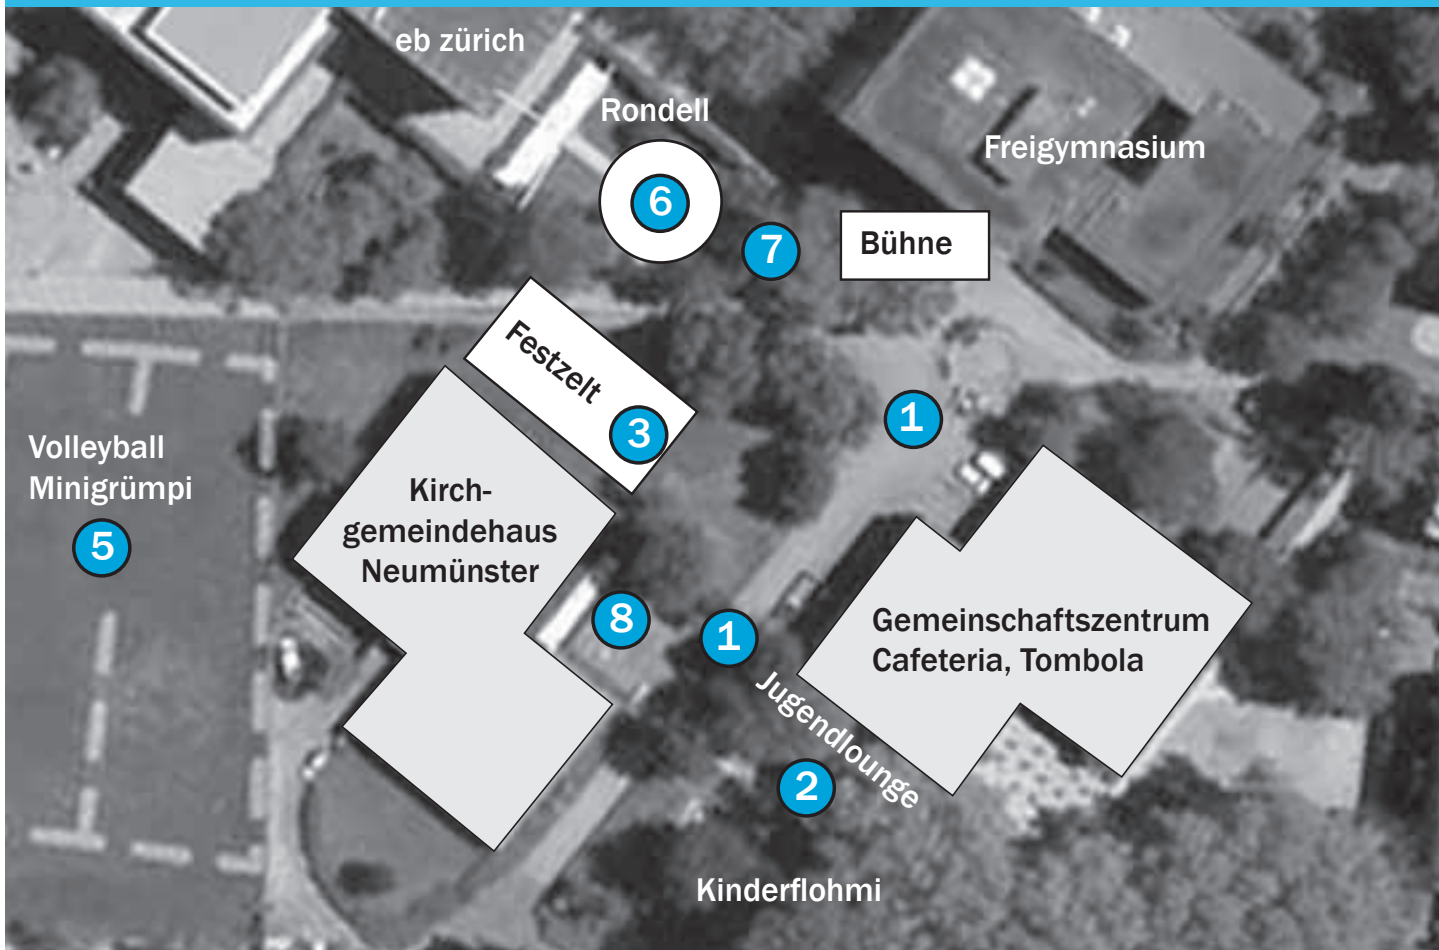 eb zürich
Rondell
6
Freigymnasium
7
Bühne
Festzelt
3
1
Volleyball
Minigrümpi
5
Kirch-
gemeindehaus
Neumünster
8
1
Gemeinschaftszentrum
Cafeteria, Tombola
Jugendlounge
2
Kinderflohmi